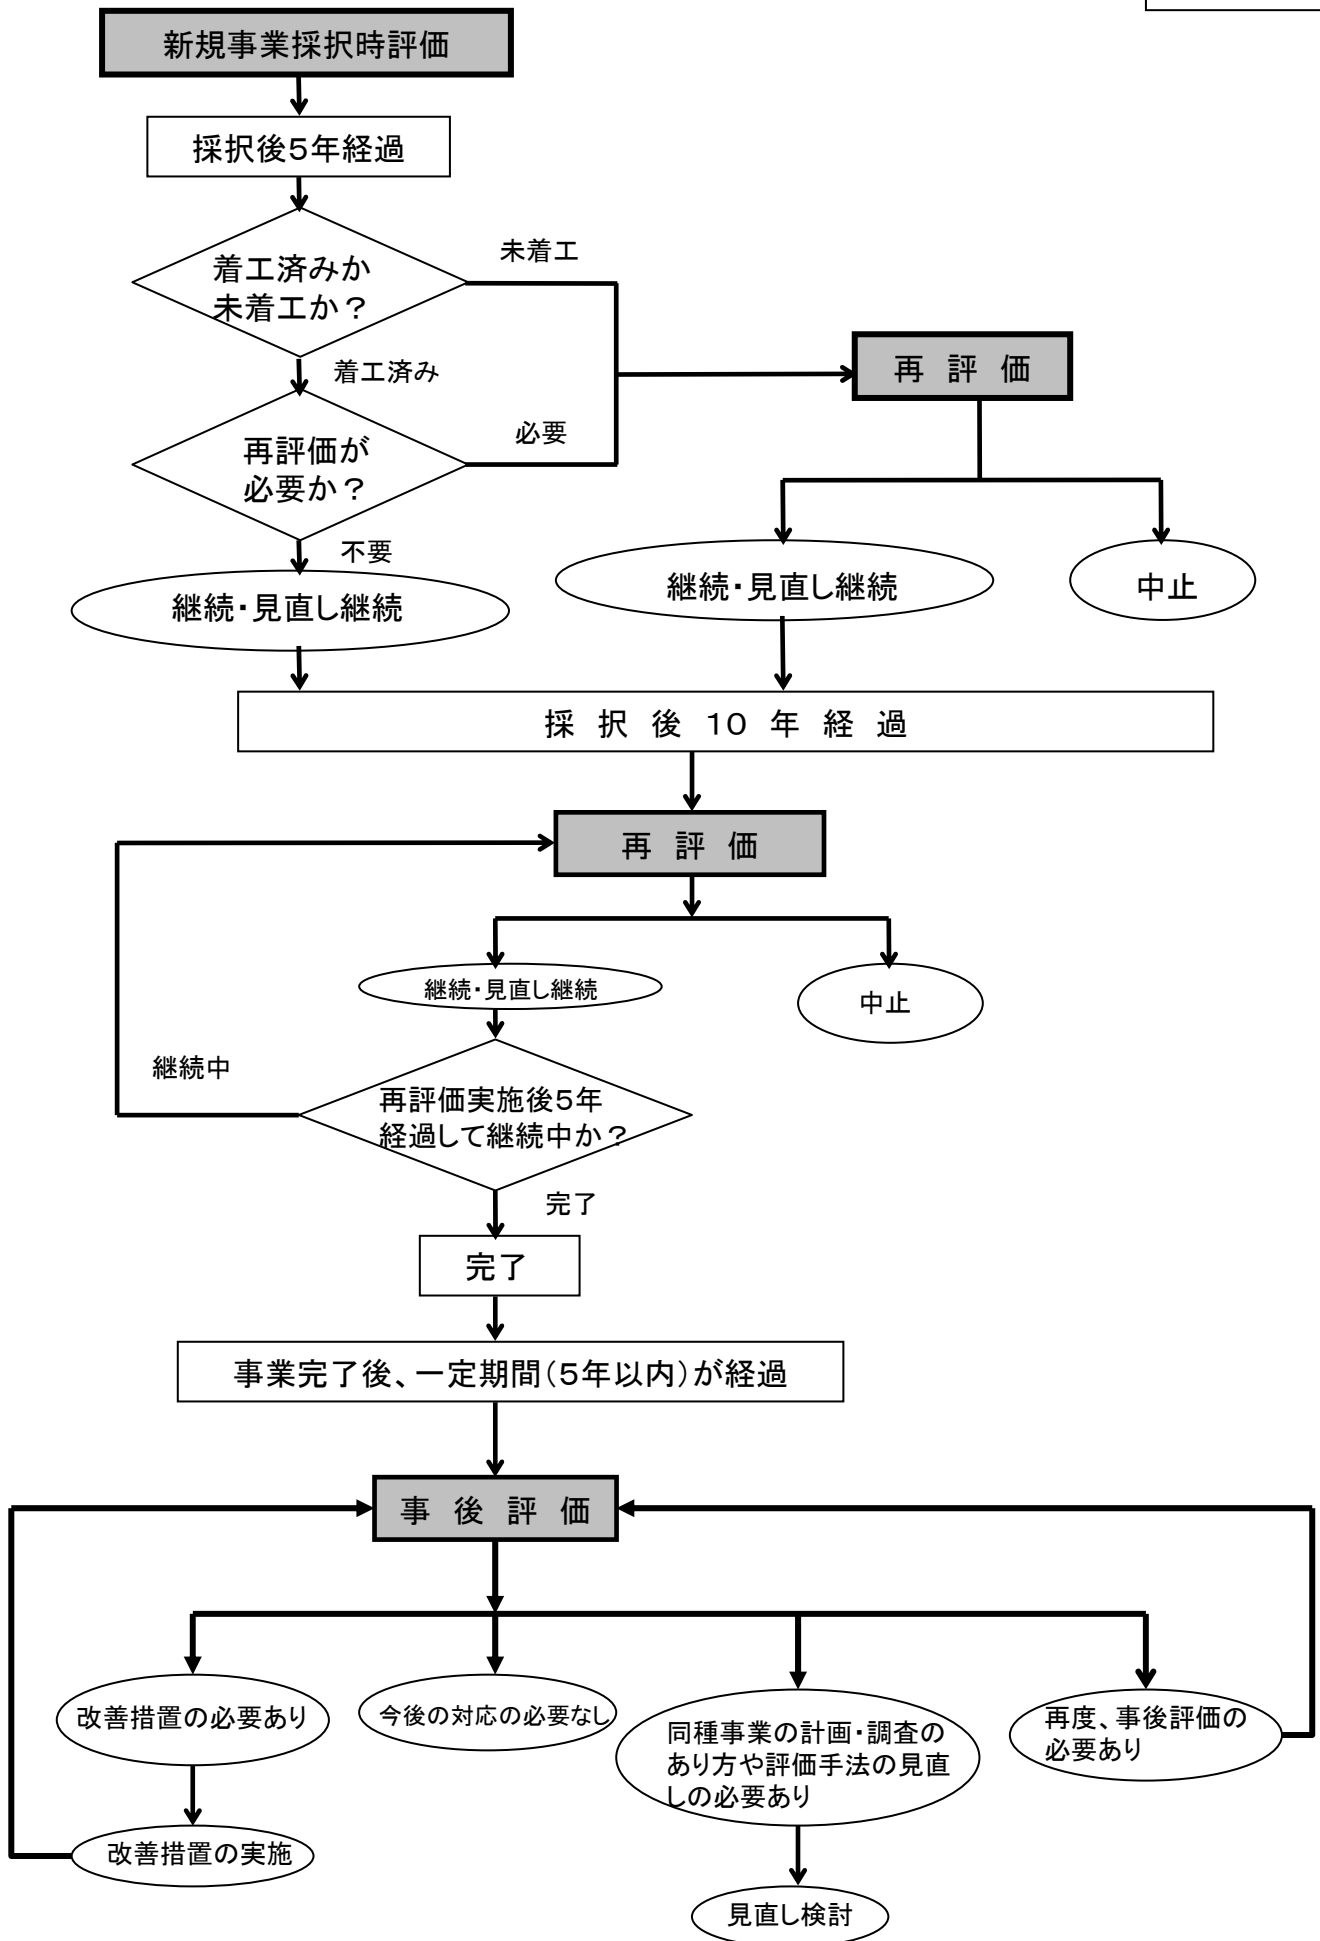 新規事業採択時評価
採択後5年経過
着工済みか
未着工か？
未着工
着工済み
再　評　価
再評価が
必要か？
必要
不要
継続・見直し継続
継続・見直し継続
中止
採　択　後　10　年　経　過
再　評　価
継続・見直し継続
中止
継続中
再評価実施後5年
経過して継続中か？
完了
完了
事業完了後、一定期間（5年以内）が経過
事　後　評　価
改善措置の必要あり
今後の対応の必要なし
同種事業の計画・調査の
あり方や評価手法の見直
しの必要あり
再度、事後評価の
必要あり
改善措置の実施
見直し検討